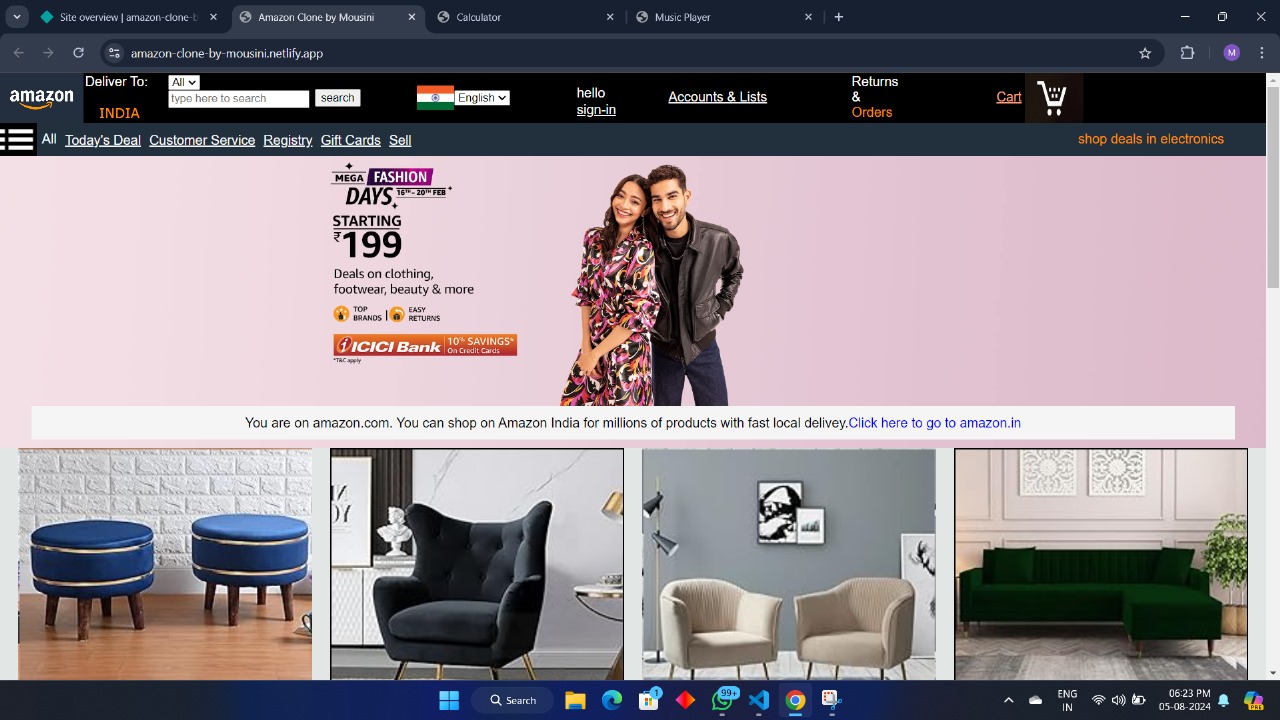 Site overview | amazon-clone-b
Amazon Clone by Mousini
Calculator
Music Player
amazon-clone-by-mousini.netlify.app
M
amazon
Deliver To:
INDIA
All
type here to search
search
English
hello
sign-in
Accounts & Lists
Returns
&
Orders
Cart
All Today's Deal Customer Service Registry Gift Cards Sell
shop deals in electronics
MEGA FASHION
DAYS 16TH - 20TH FEB
STARTING
₹199
Deals on clothing,
footwear, beauty & more
TOP BRANDS | EASY RETURNS
ICICI Bank 10% SAVINGS*
On Credit Cards
*T&C apply
You are on amazon.com. You can shop on Amazon India for millions of products with fast local delivey.Click here to go to amazon.in
Search
1
99+
ENG
IN
06:23 PM
05-08-2024
PRE